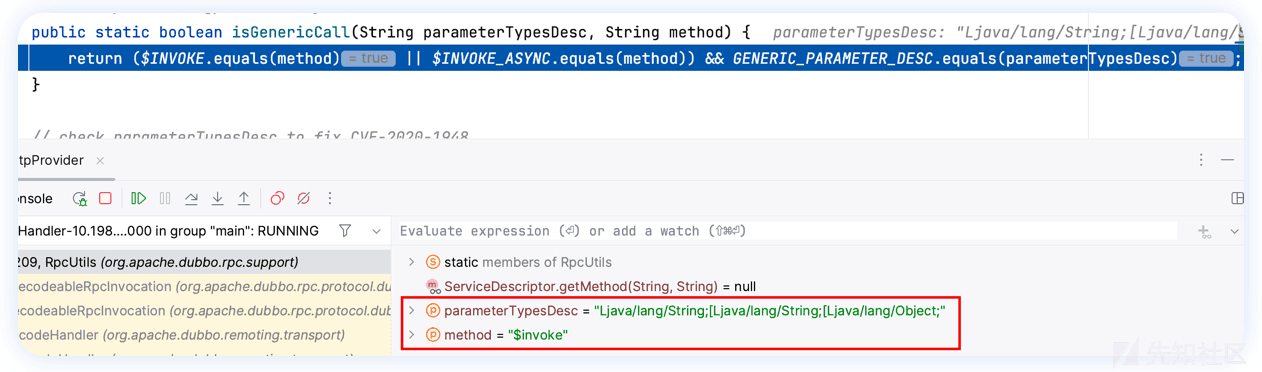 public static boolean isGenericCall(String parameterTypesDesc, String method) { parameterTypesDesc: "Ljava/lang/String;[Ljava/lang/S
return ($INVOKE.equals(method) = true || $INVOKE_ASYNC.equals(method)) && GENERIC_PARAMETER_DESC.equals(parameterTypesDesc) = true ;
}
// check parameterTypesDesc to fix CVE-2020-1948
tpProvider ×
onsole
Handler-10.198....000 in group "main": RUNNING
Evaluate expression (⏎) or add a watch (⇧⌘⏎)
209, RpcUtils (org.apache.dubbo.rpc.support)
static members of RpcUtils
ecodeableRpcInvocation (org.apache.dubbo.rpc.protocol.du
ServiceDescriptor.getMethod(String, String) = null
ecodeableRpcInvocation (org.apache.dubbo.rpc.protocol.dub
parameterTypesDesc = "Ljava/lang/String;[Ljava/lang/String;[Ljava/lang/Object;"
codeHandler (org.apache.dubbo.remoting.transport)
method = "$invoke"
先知社区